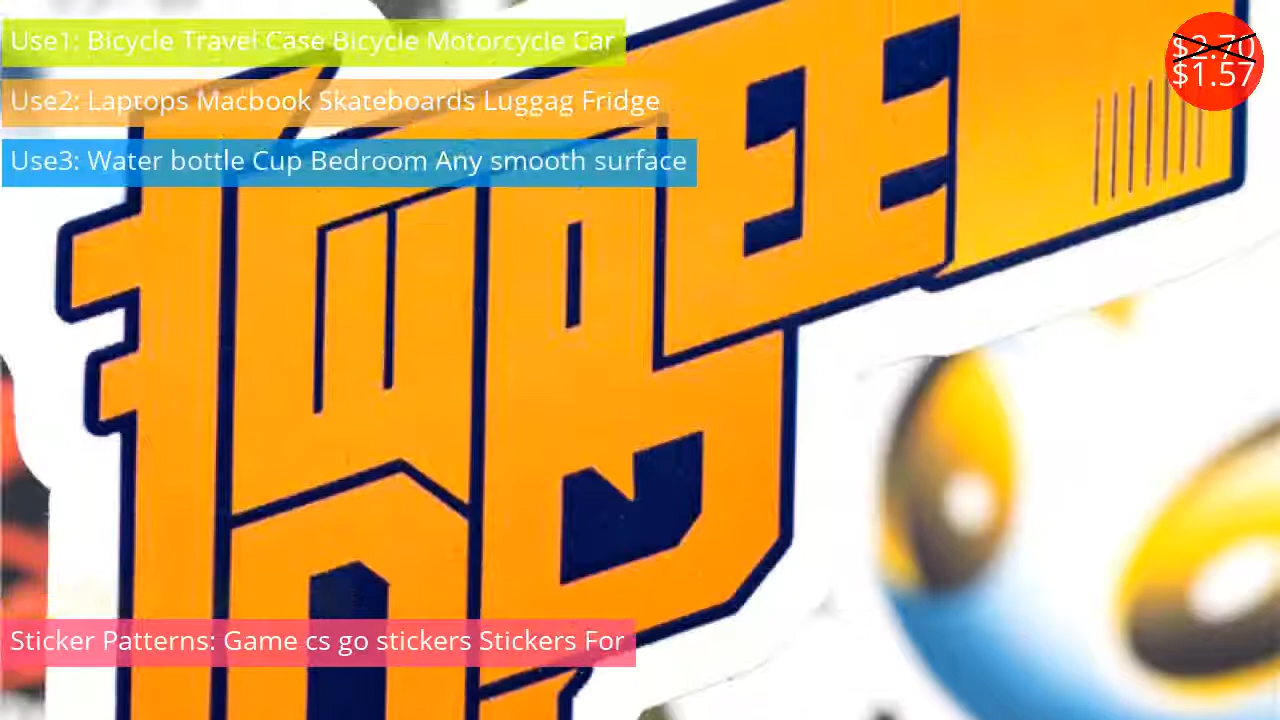 Use1: Bicycle Travel Case Bicycle Motorcycle Car
$2.70
$1.57
Use2: Laptops Macbook Skateboards Luggag Fridge
Use3: Water bottle Cup Bedroom Any smooth surface
Sticker Patterns: Game cs go stickers Stickers For